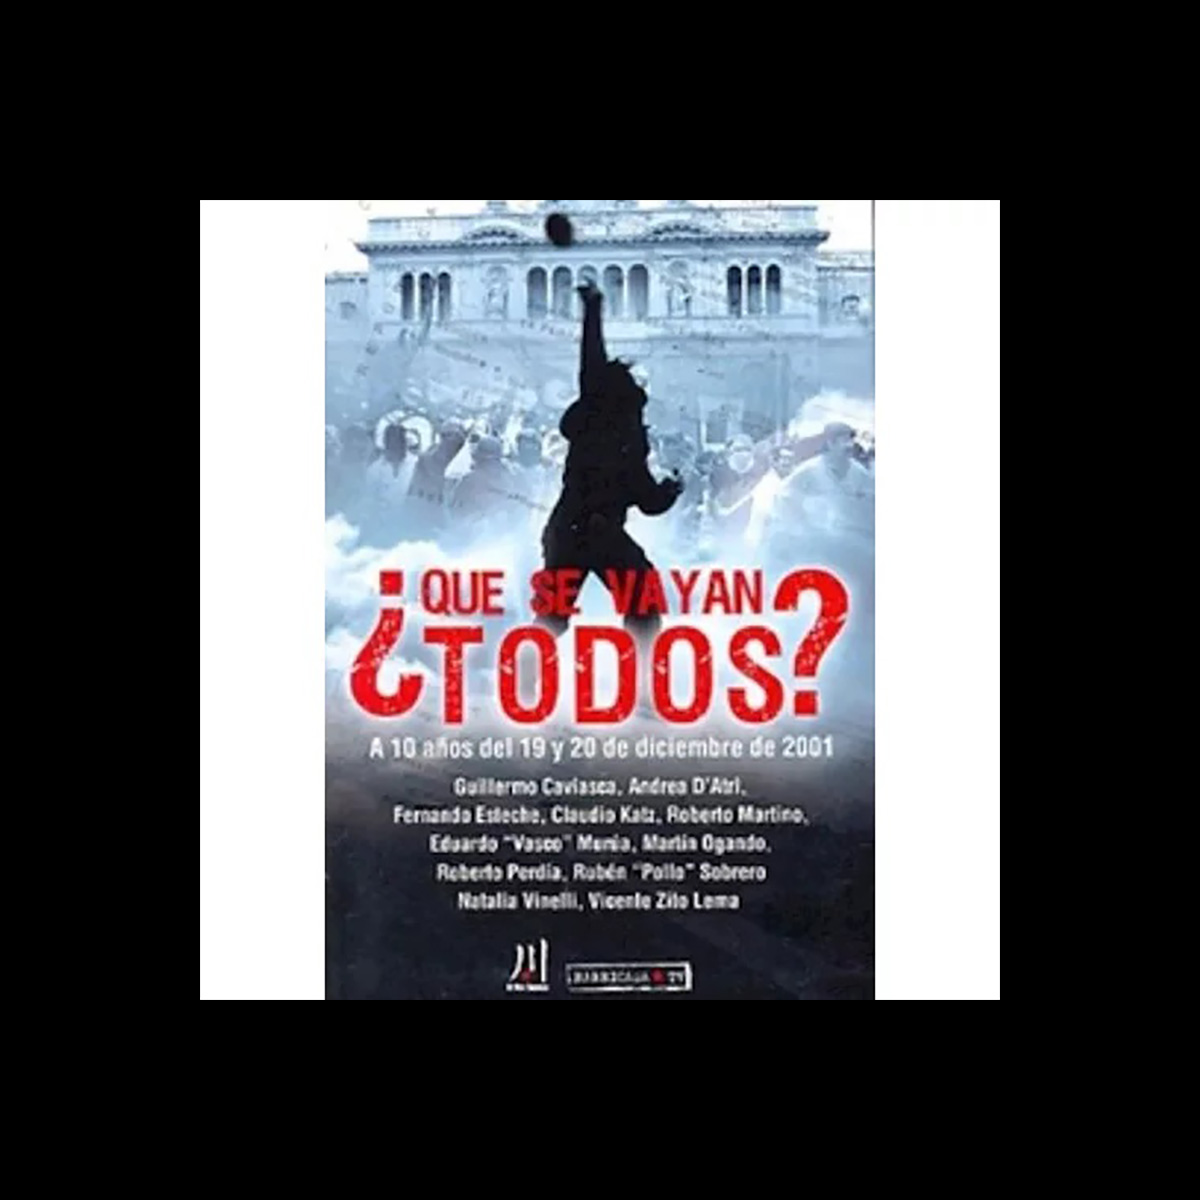 ¿QUE SE VAYAN
TODOS?
A 10 años del 19 y 20 de diciembre de 2001
Guillermo Caviasca, Andrea D'Atri,
Fernando Esteche, Claudio Katz, Roberto Martino,
Eduardo "Vasco" Murúa, Martín Ogando,
Roberto Perdía, Rubén "Pollo" Sobrero
Natalia Vinelli, Vicente Zito Lema
BARRICADA TV